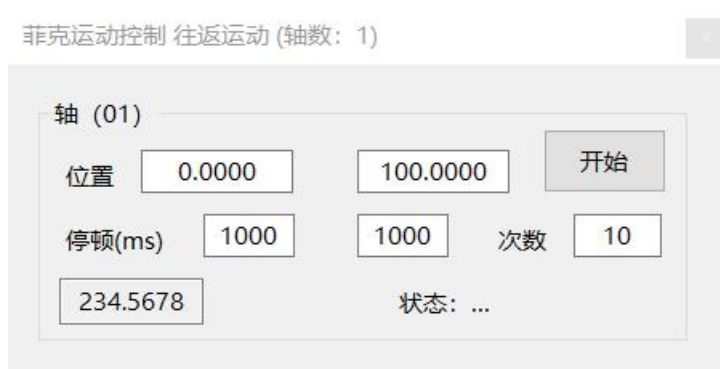 菲克运动控制 往返运动 (轴数：1)
轴 (01)
位置 0.0000 100.0000 开始
停顿(ms) 1000 1000 次数 10
234.5678 状态：...